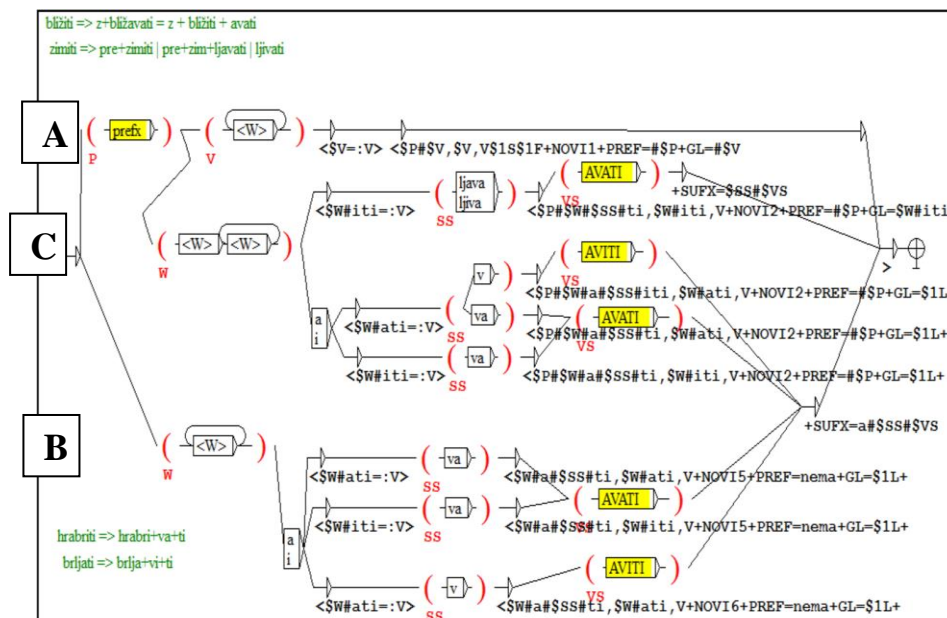 bližiti => z+bližavati = z + bližiti + avati
zimiti => pre+zimiti | pre+zim+ljavati | ljivati
A
( prefx )
P
( <W> )
V
<$V=:V>
<$P#$V,$V,V$1S$1F+NOVI1+PREF=#$P+GL=#$V
( ljava
ljiva )
SS
<$W#iti=:V>
( AVATI )
VS
+SUFX=$SS#$VS
<$P#$W#$SS#ti,$W#iti,V+NOVI2+PREF=#$P+GL=$W#iti
C
( <W> <W> )
W
( v )
( AVITI )
VS
<$P#$W#a#$SS#iti,$W#ati,V+NOVI2+PREF=#$P+GL=$1L
>
a
i
<$W#ati=:V>
SS
va
( AVATI )
VS
<$P#$W#a#$SS#ti,$W#ati,V+NOVI2+PREF=#$P+GL=$1L+
<$W#iti=:V>
( va )
SS
<$P#$W#a#$SS#ti,$W#iti,V+NOVI2+PREF=#$P+GL=$1L+
+SUFX=a#$SS#$VS
B
( <W> )
W
a
i
<$W#ati=:V>
( va )
SS
<$W#a#$SS#ti,$W#ati,V+NOVI5+PREF=nema+GL=$1L+
<$W#iti=:V>
( va )
SS
( AVATI )
<$W#a#$SS#ti,$W#iti,V+NOVI5+PREF=nema+GL=$1L+
hrabriti => hrabri+va+ti
brljati => brlja+vi+ti
<$W#ati=:V>
( v )
SS
( AVITI )
VS
<$W#a#$SS#ti,$W#ati,V+NOVI6+PREF=nema+GL=$1L+